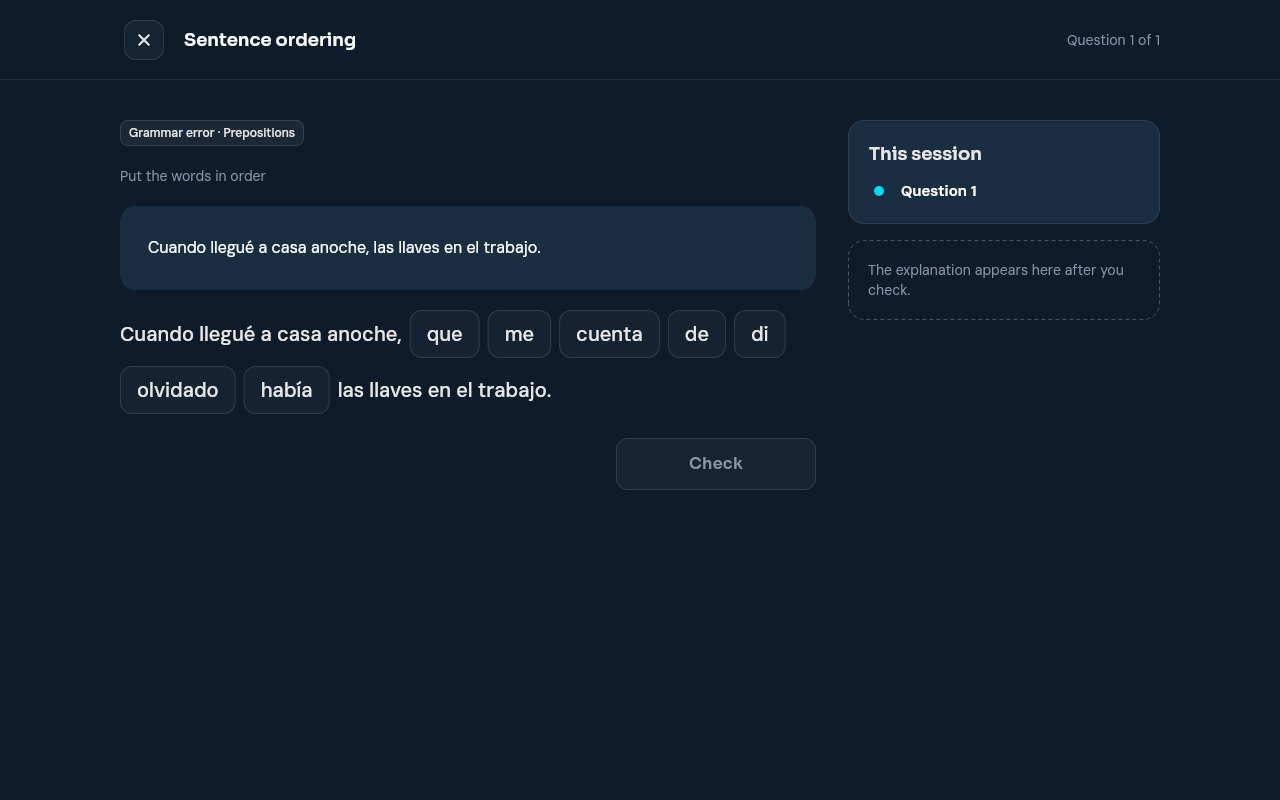 Sentence ordering
Question 1 of 1
Grammar error · Prepositions
Put the words in order
Cuando llegué a casa anoche, las llaves en el trabajo.
Cuando llegué a casa anoche, que me cuenta de di
olvidado había las llaves en el trabajo.
Check
This session
Question 1
The explanation appears here after you
check.